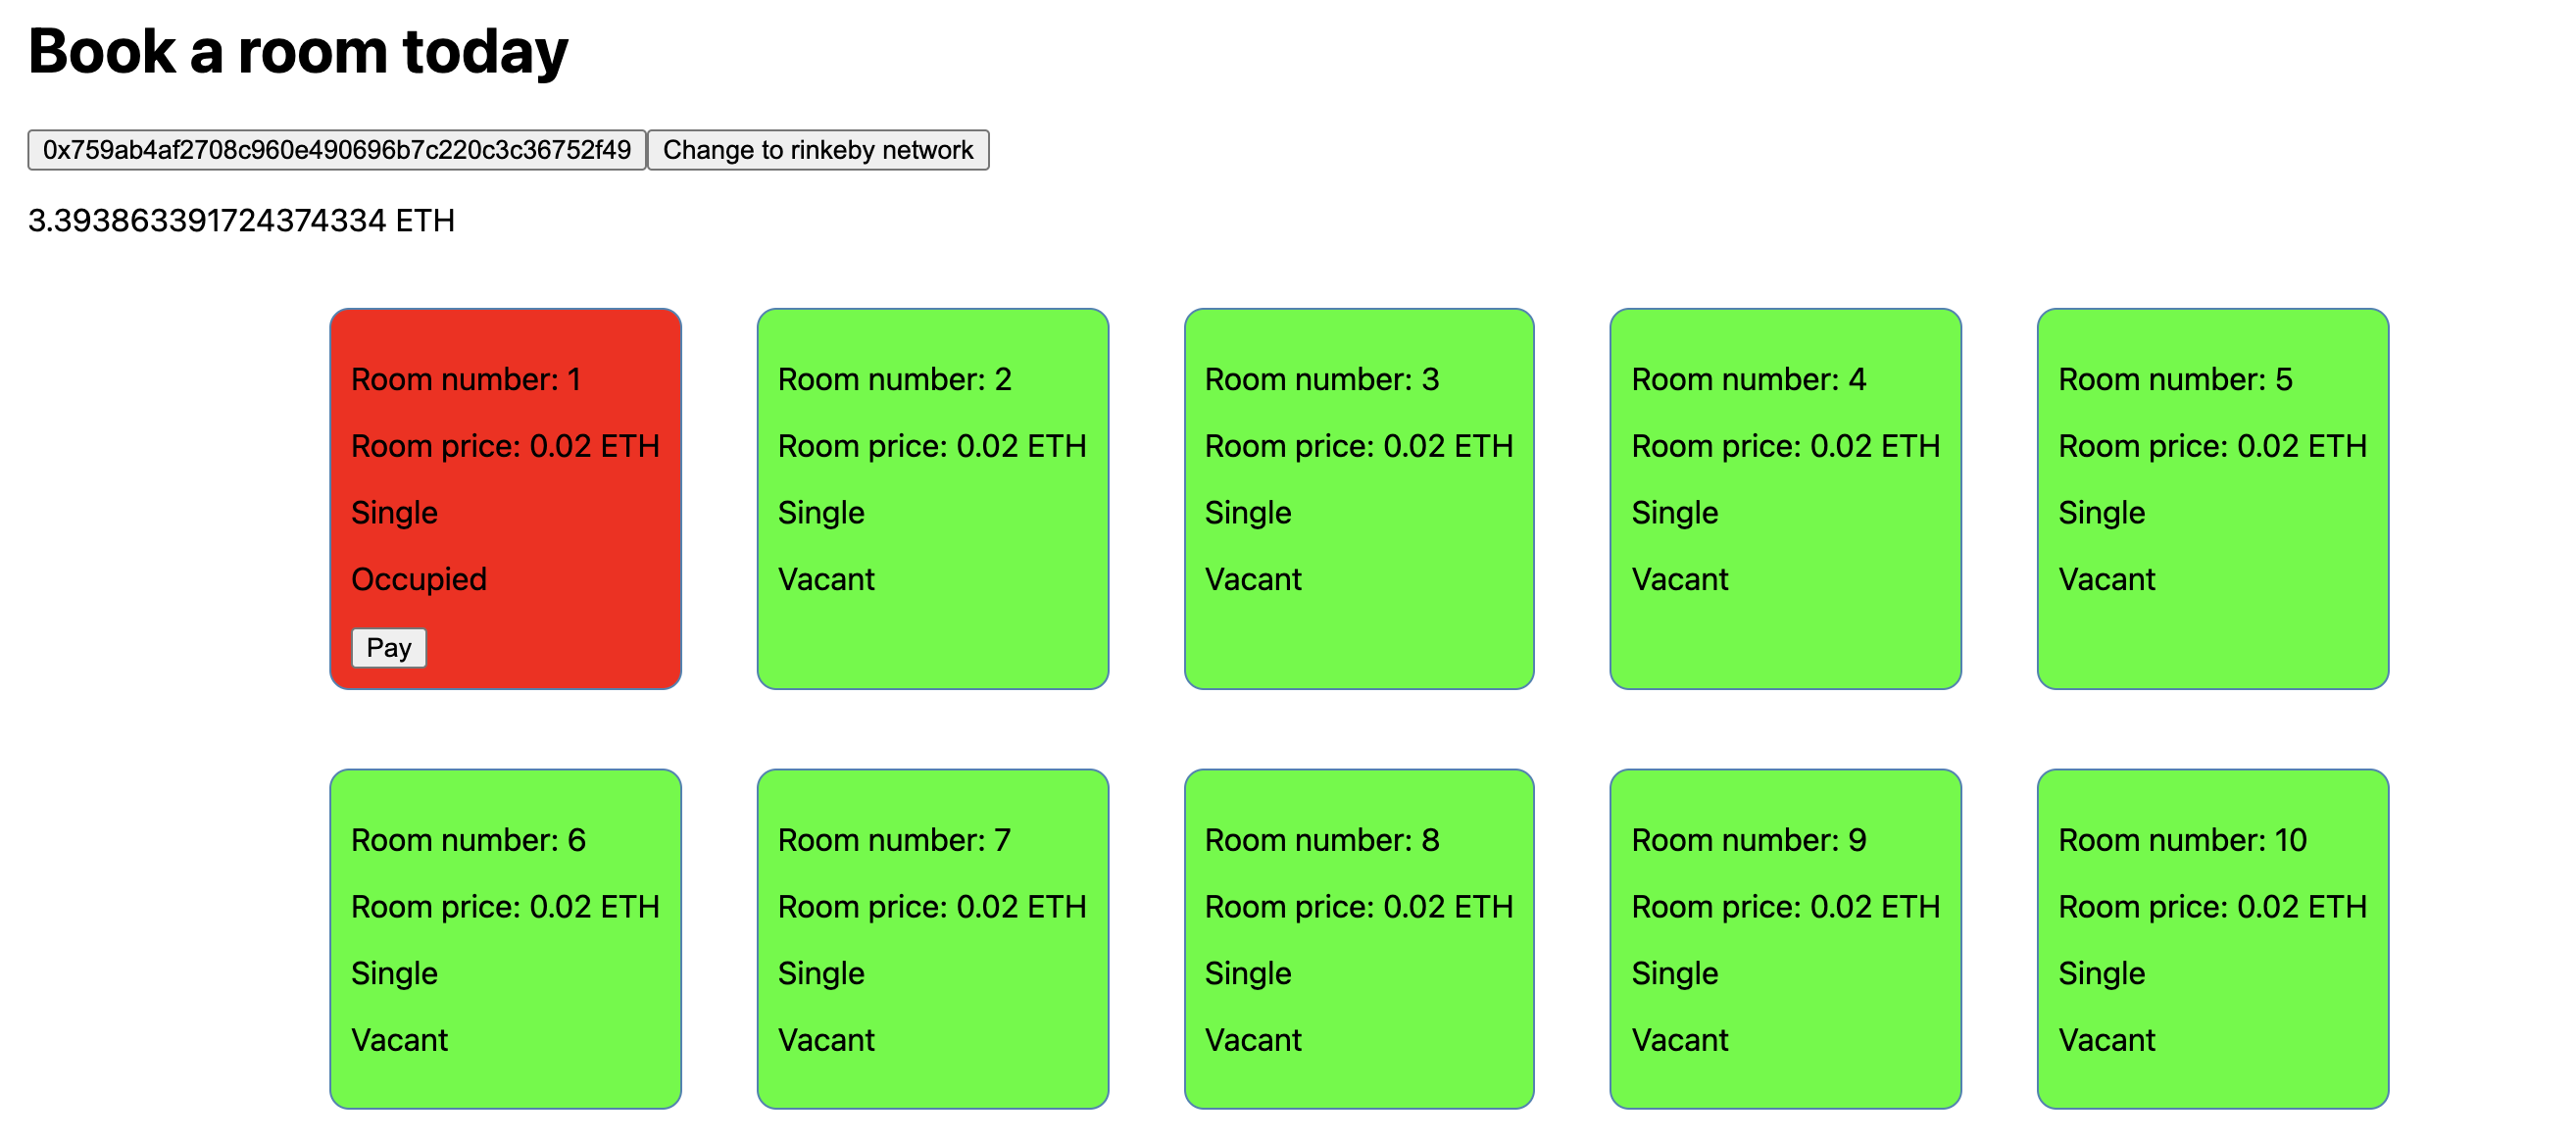 Book a room today
0x759ab4af2708c960e490696b7c220c3c36752f49 Change to rinkeby network
3.393863391724374334 ETH
Room number: 1
Room price: 0.02 ETH
Single
Occupied
Pay
Room number: 2
Room price: 0.02 ETH
Single
Vacant
Room number: 3
Room price: 0.02 ETH
Single
Vacant
Room number: 4
Room price: 0.02 ETH
Single
Vacant
Room number: 5
Room price: 0.02 ETH
Single
Vacant
Room number: 6
Room price: 0.02 ETH
Single
Vacant
Room number: 7
Room price: 0.02 ETH
Single
Vacant
Room number: 8
Room price: 0.02 ETH
Single
Vacant
Room number: 9
Room price: 0.02 ETH
Single
Vacant
Room number: 10
Room price: 0.02 ETH
Single
Vacant